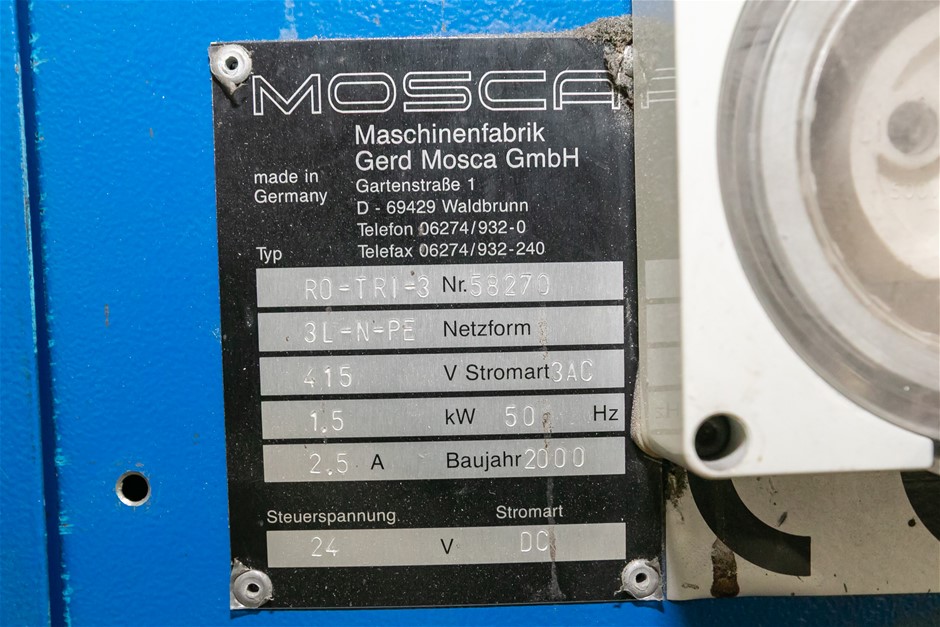 MOSCA
Maschinenfabrik
Gerd Mosca GmbH
made in
Germany
Gartenstraße 1
D - 69429 Waldbrunn
Telefon 06274/932-0
Telefax 06274/932-240
Typ
RO-TRI-3 Nr. 58270
3L-N-PE Netzform
415 V Stromart 3AC
1,5 kW 50 Hz
2,5 A Baujahr 2000
Steuerspannung Stromart
24 V DC